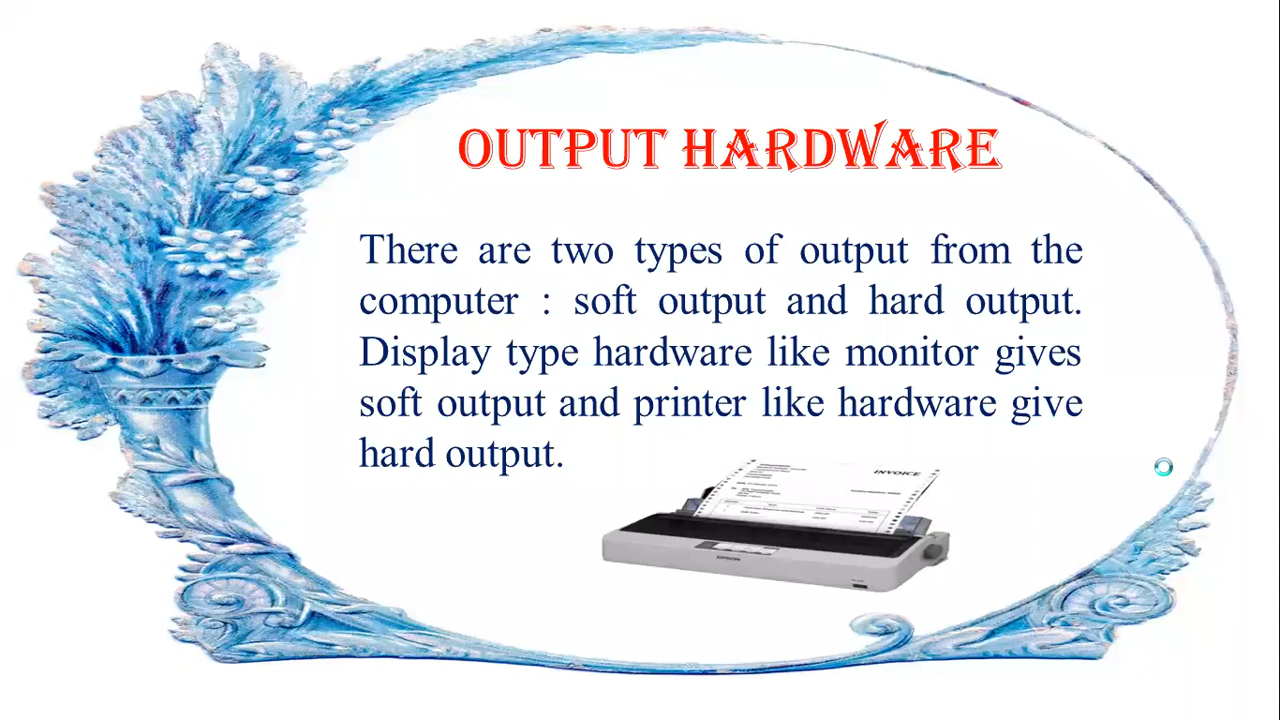 OUTPUT HARDWARE
There are two types of output from the
computer : soft output and hard output.
Display type hardware like monitor gives
soft output and printer like hardware give
hard output.
INVOICE
EPSON